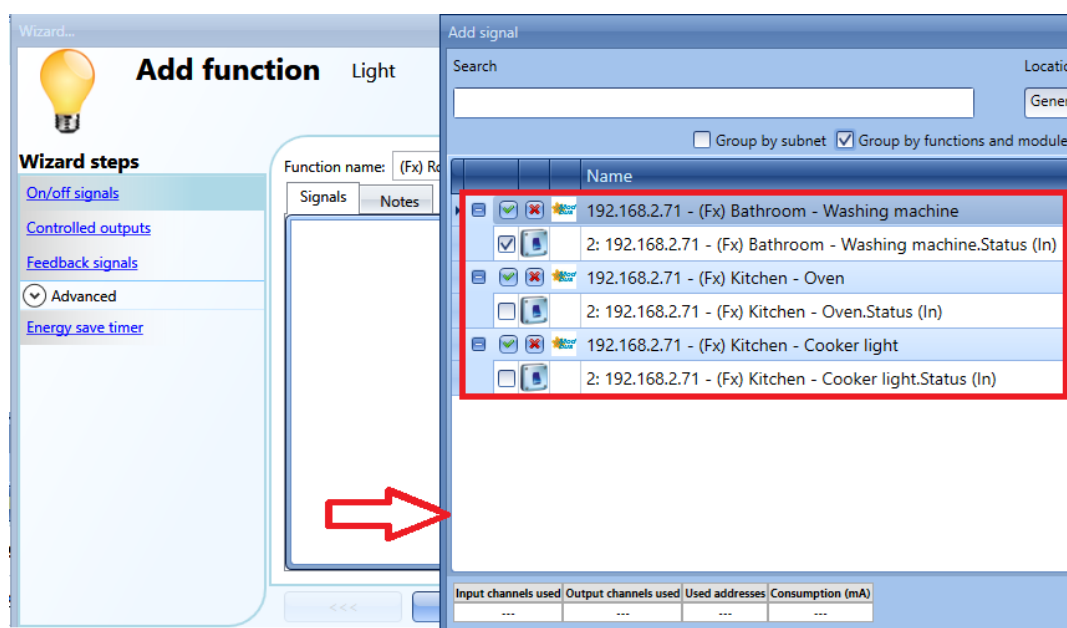 Wizard...
Add function Light
Wizard steps
On/off signals
Controlled outputs
Feedback signals
Advanced
Energy save timer
Function name: (Fx) Ro
Signals Notes
<<<
Add signal
Search Locatio
Gener
Group by subnet Group by functions and module
Name
192.168.2.71 - (Fx) Bathroom - Washing machine
2: 192.168.2.71 - (Fx) Bathroom - Washing machine.Status (In)
192.168.2.71 - (Fx) Kitchen - Oven
2: 192.168.2.71 - (Fx) Kitchen - Oven.Status (In)
192.168.2.71 - (Fx) Kitchen - Cooker light
2: 192.168.2.71 - (Fx) Kitchen - Cooker light.Status (In)
Input channels used Output channels used Used addresses Consumption (mA)
--- --- --- ---